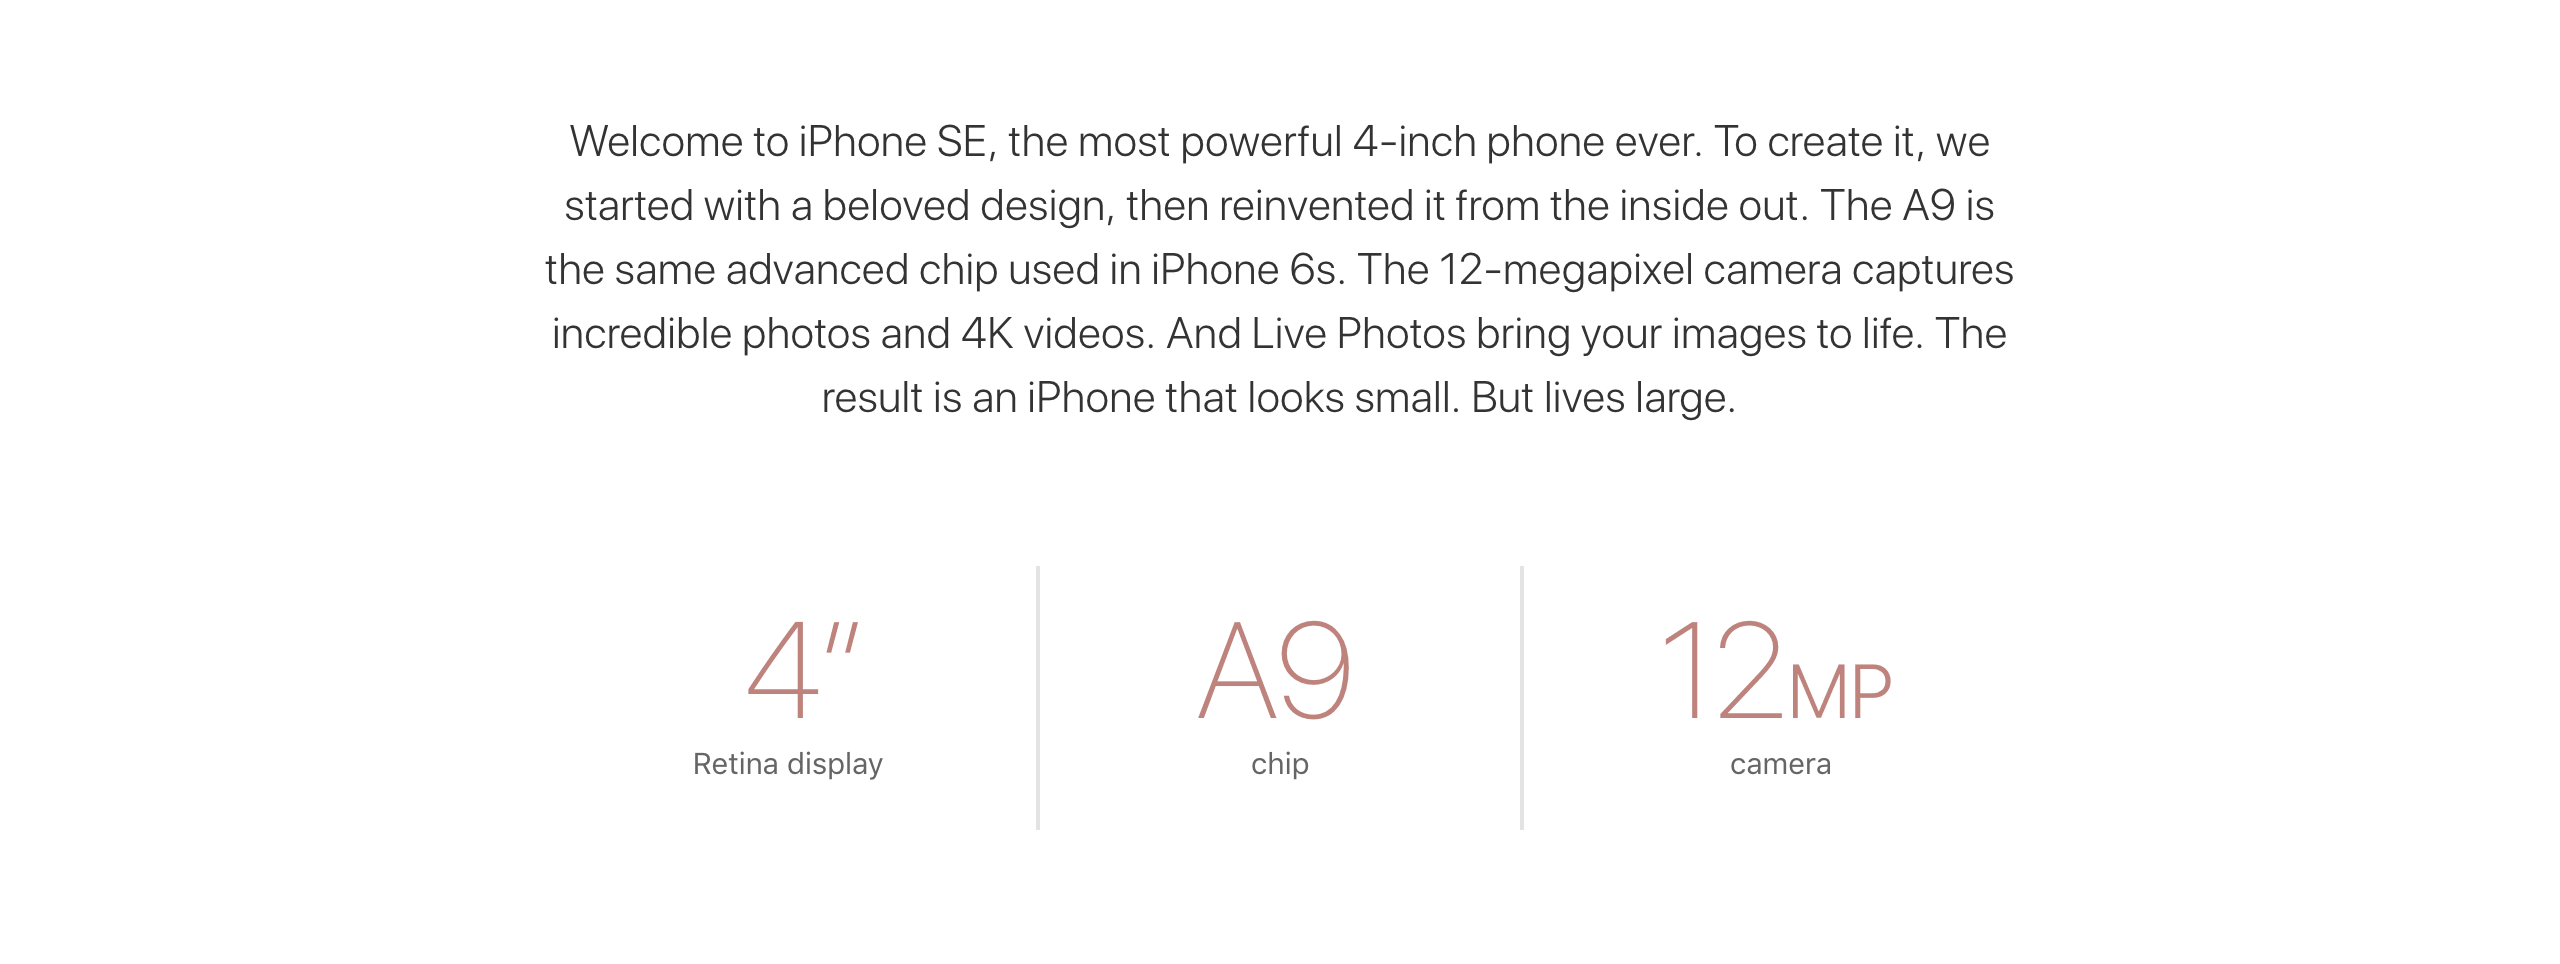 Welcome to iPhone SE, the most powerful 4-inch phone ever. To create it, we
started with a beloved design, then reinvented it from the inside out. The A9 is
the same advanced chip used in iPhone 6s. The 12-megapixel camera captures
incredible photos and 4K videos. And Live Photos bring your images to life. The
result is an iPhone that looks small. But lives large.
4″
Retina display
A9
chip
12MP
camera